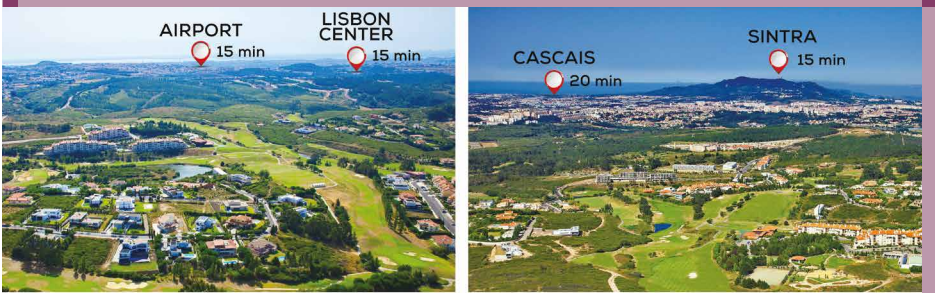 AIRPORT
15 min
LISBON
CENTER
15 min
CASCAIS
20 min
SINTRA
15 min